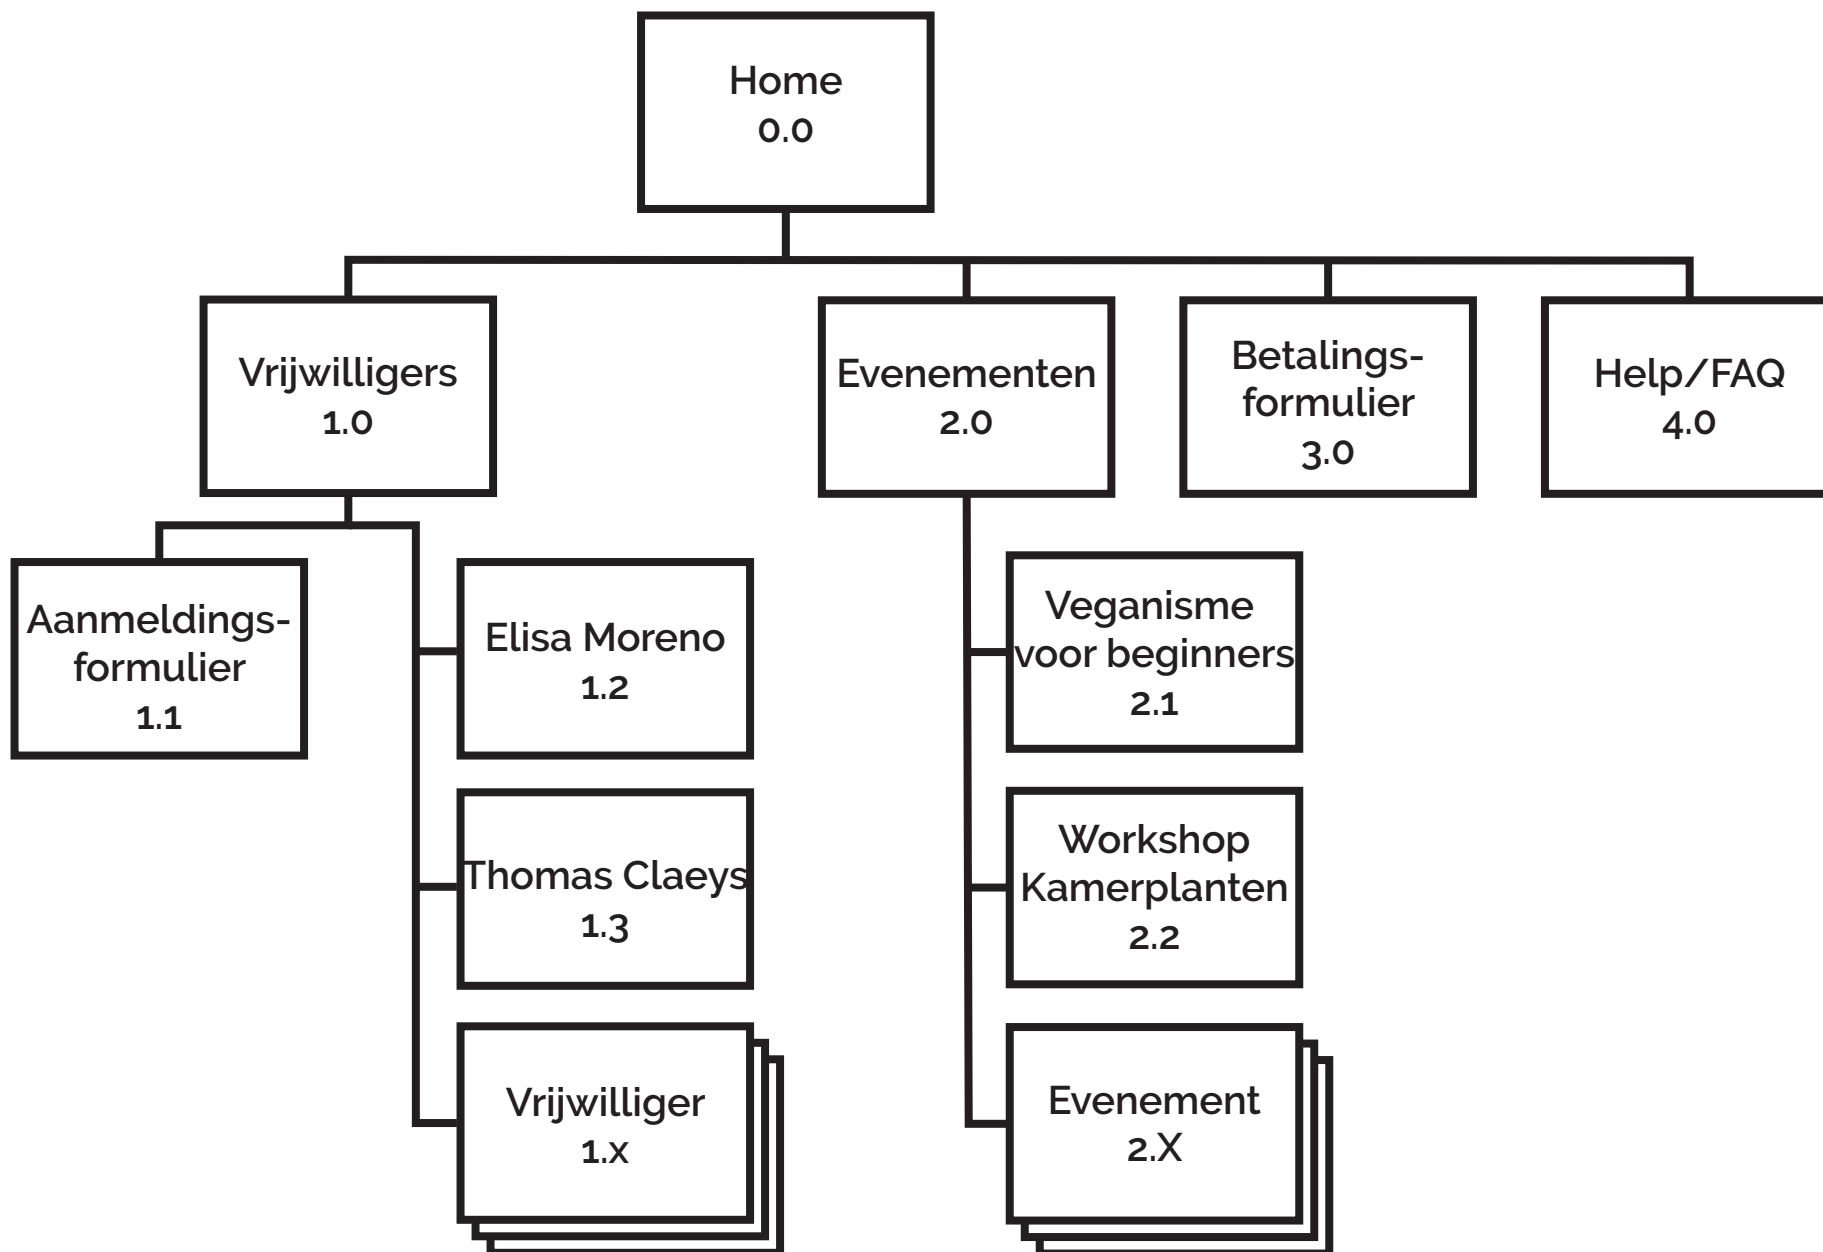 Home
0.0
Vrijwilligers
1.0
Evenementen
2.0
Betalings-
formulier
3.0
Help/FAQ
4.0
Aanmeldings-
formulier
1.1
Elisa Moreno
1.2
Thomas Claeys
1.3
Vrijwilliger
1.x
Veganisme
voor beginners
2.1
Workshop
Kamerplanten
2.2
Evenement
2.X